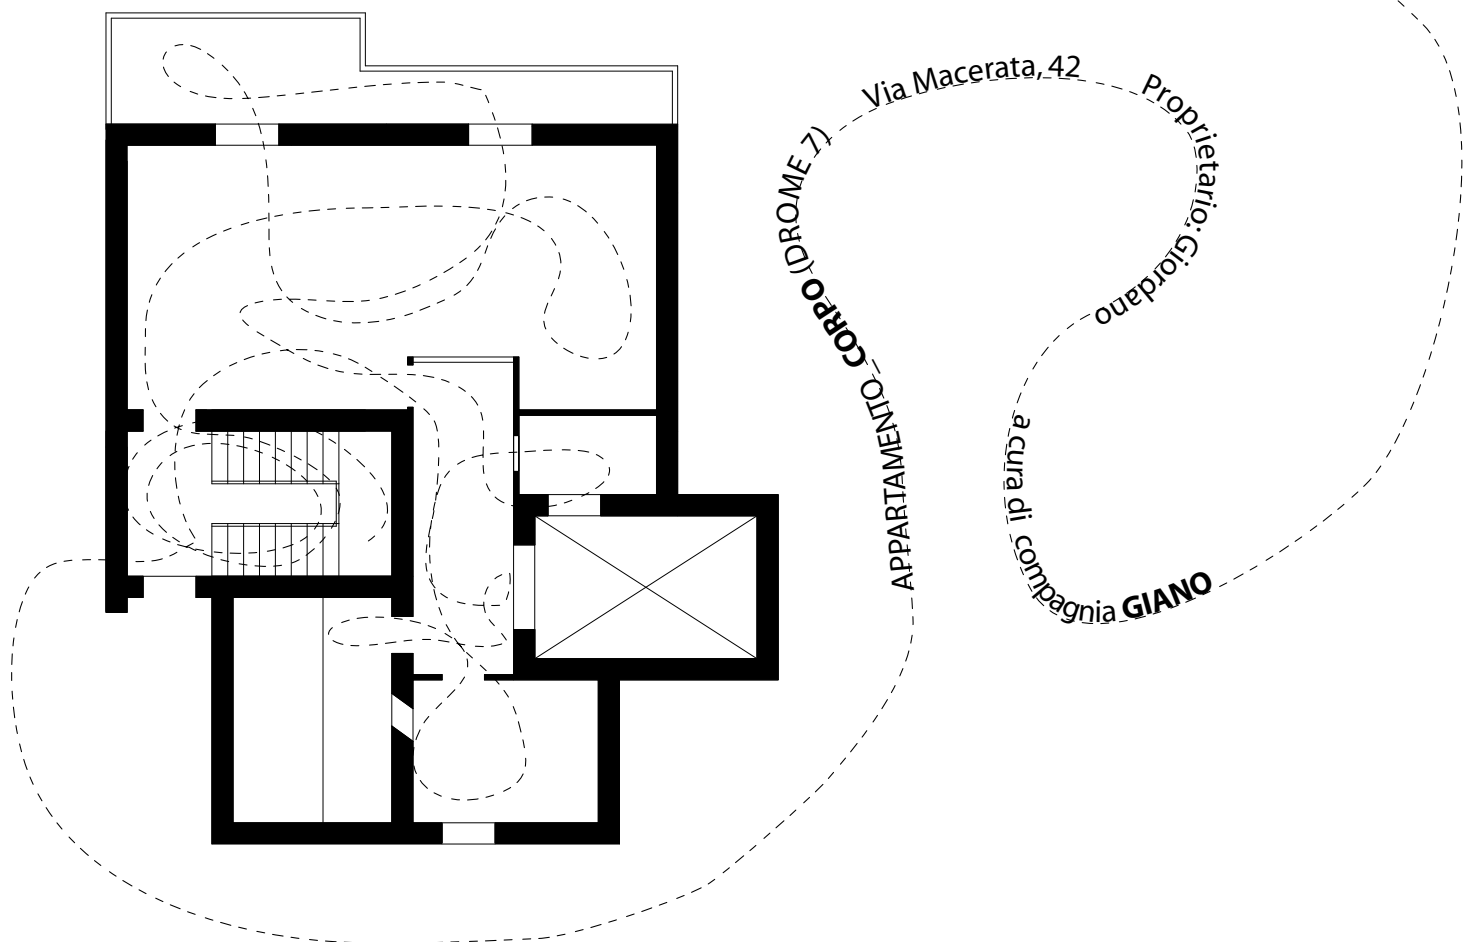 APPARTAMENTO_CORPO (DROME 7)
Via Macerata, 42
Proprietario: Giordano
a cura di compagnia GIANO